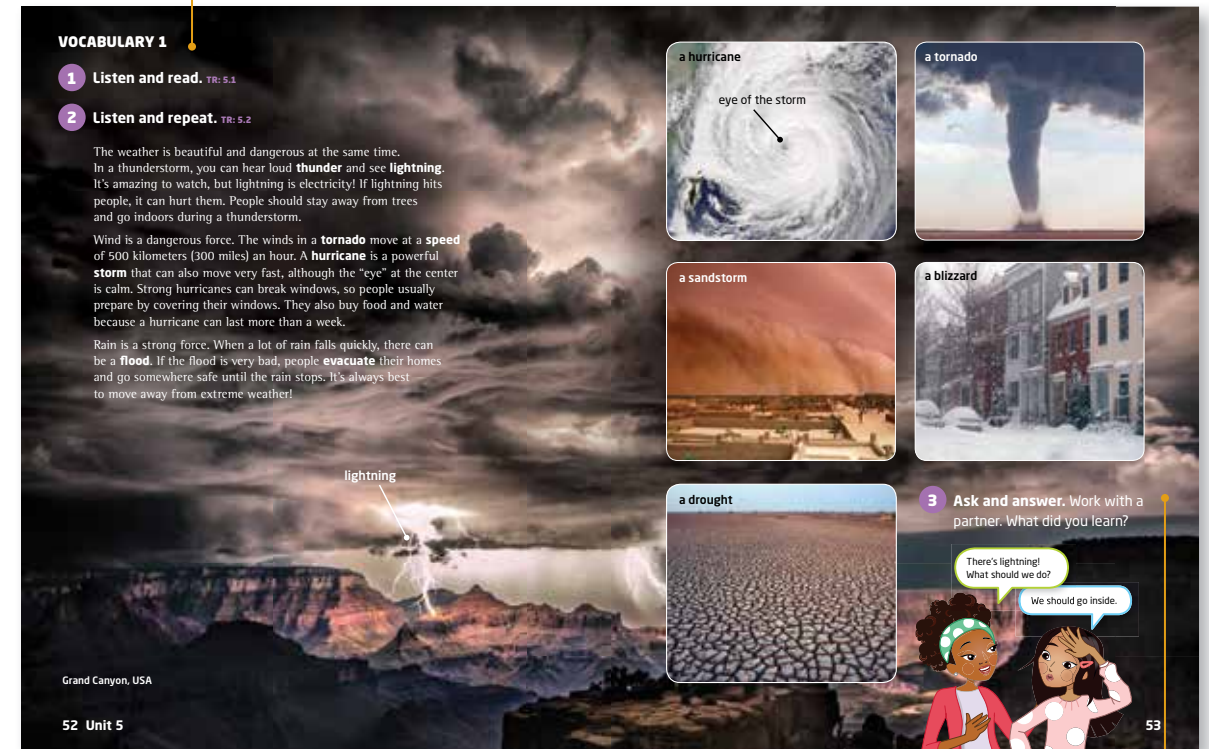 VOCABULARY 1
1 Listen and read. TR: 5.1
2 Listen and repeat. TR: 5.2
The weather is beautiful and dangerous at the same time.
In a thunderstorm, you can hear loud thunder and see lightning.
It's amazing to watch, but lightning is electricity! If lightning hits
people, it can hurt them. People should stay away from trees
and go indoors during a thunderstorm.
Wind is a dangerous force. The winds in a tornado move at a speed
of 500 kilometers (300 miles) an hour. A hurricane is a powerful
storm that can also move very fast, although the “eye” at the center
is calm. Strong hurricanes can break windows, so people usually
prepare by covering their windows. They also buy food and water
because a hurricane can last more than a week.
Rain is a strong force. When a lot of rain falls quickly, there can
be a flood. If the flood is very bad, people evacuate their homes
and go somewhere safe until the rain stops. It's always best
to move away from extreme weather!
lightning
Grand Canyon, USA
52 Unit 5
a hurricane
eye of the storm
a tornado
a sandstorm
a blizzard
a drought
3 Ask and answer. Work with a
partner. What did you learn?
There's lightning!
What should we do?
We should go inside.
53